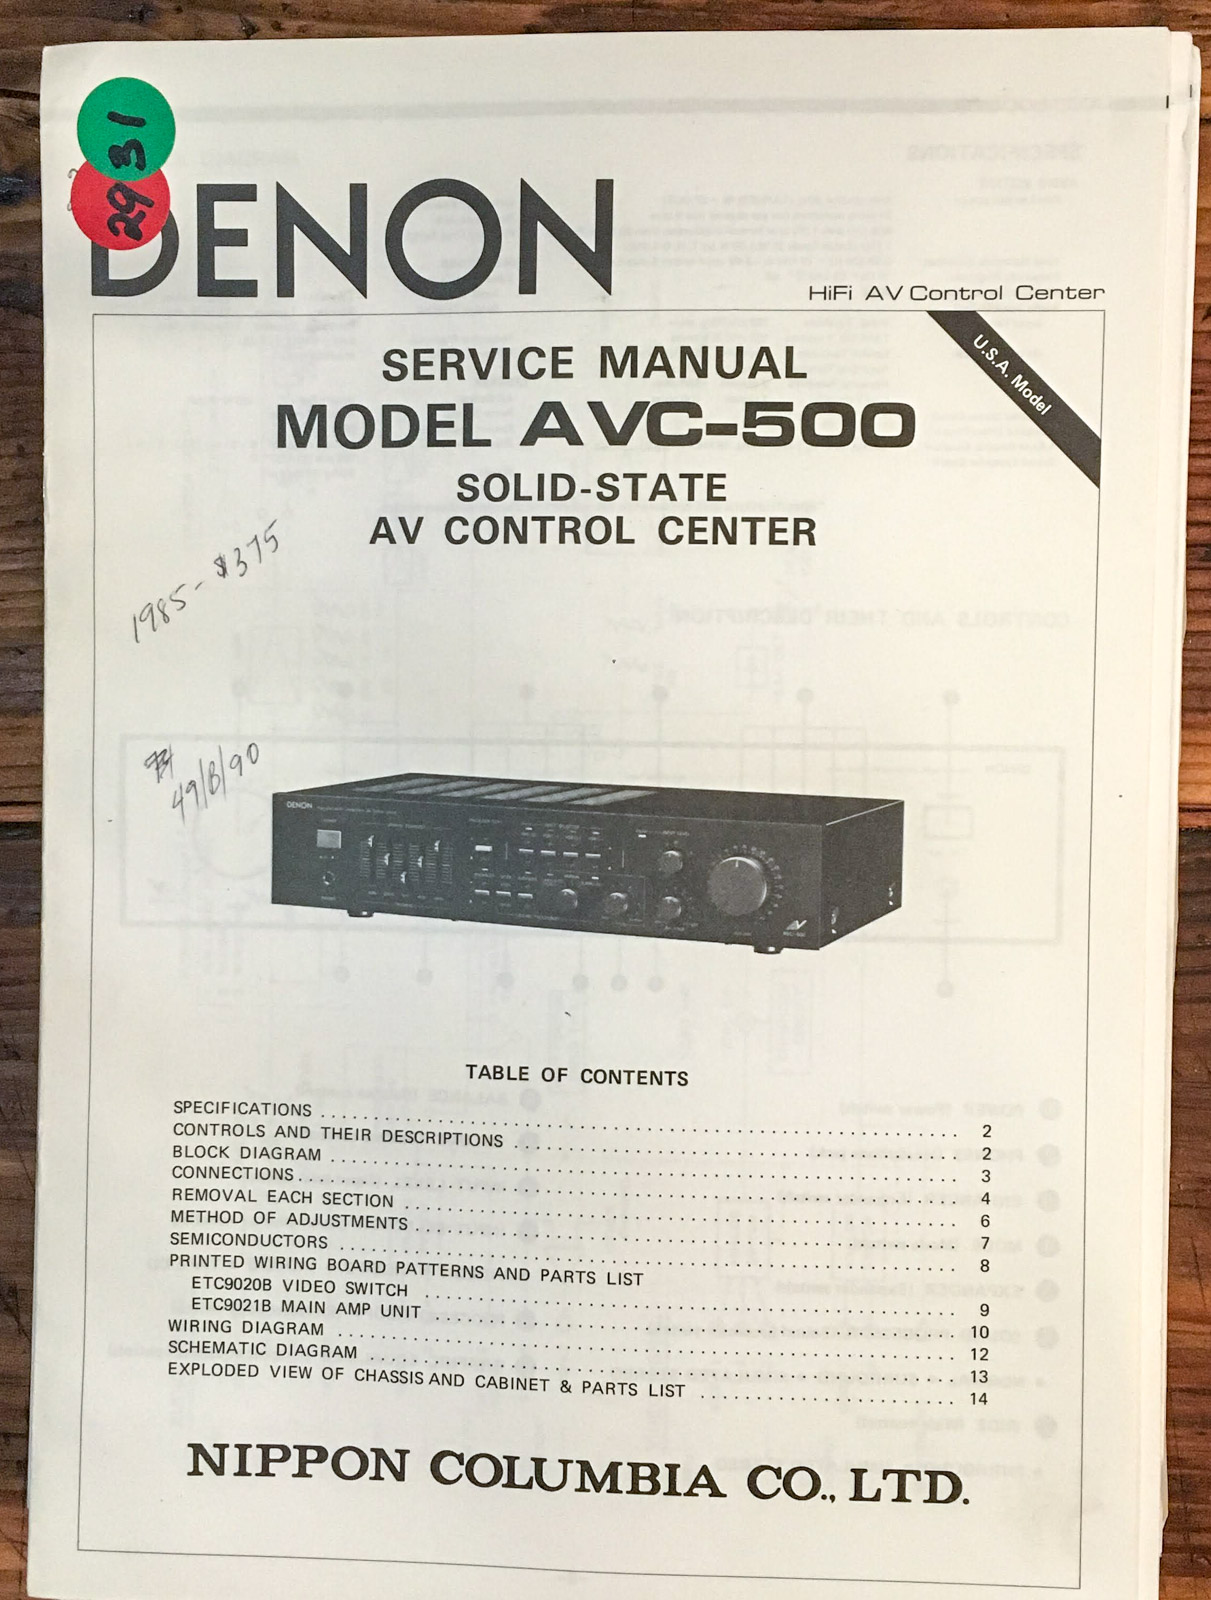 31
29
DENON
HiFi AV Control Center
U.S.A. Model
SERVICE MANUAL
MODEL AVC-500
SOLID-STATE
AV CONTROL CENTER
1985 - $375
49/B/90
DENON
AV
TABLE OF CONTENTS
SPECIFICATIONS ........ 2
CONTROLS AND THEIR DESCRIPTIONS ........ 2
BLOCK DIAGRAM ........ 3
CONNECTIONS ........ 4
REMOVAL EACH SECTION ........ 6
METHOD OF ADJUSTMENTS ........ 7
SEMICONDUCTORS ........ 8
PRINTED WIRING BOARD PATTERNS AND PARTS LIST
ETC9020B VIDEO SWITCH ........ 9
ETC9021B MAIN AMP UNIT ........ 10
WIRING DIAGRAM ........ 12
SCHEMATIC DIAGRAM ........ 13
EXPLODED VIEW OF CHASSIS AND CABINET & PARTS LIST ........ 14
NIPPON COLUMBIA CO., LTD.